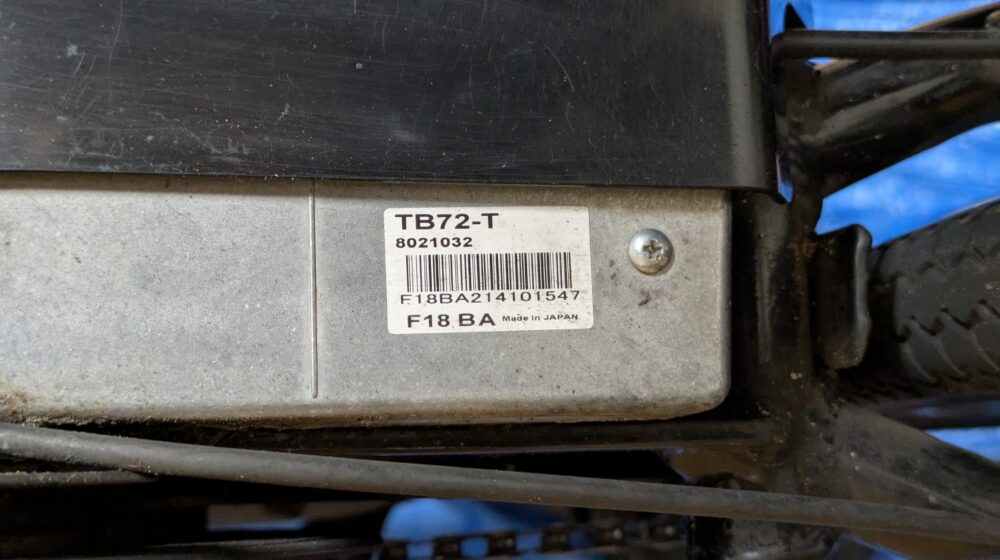 TB72-T
8021032
F18BA214101547
F18 BA Made in JAPAN